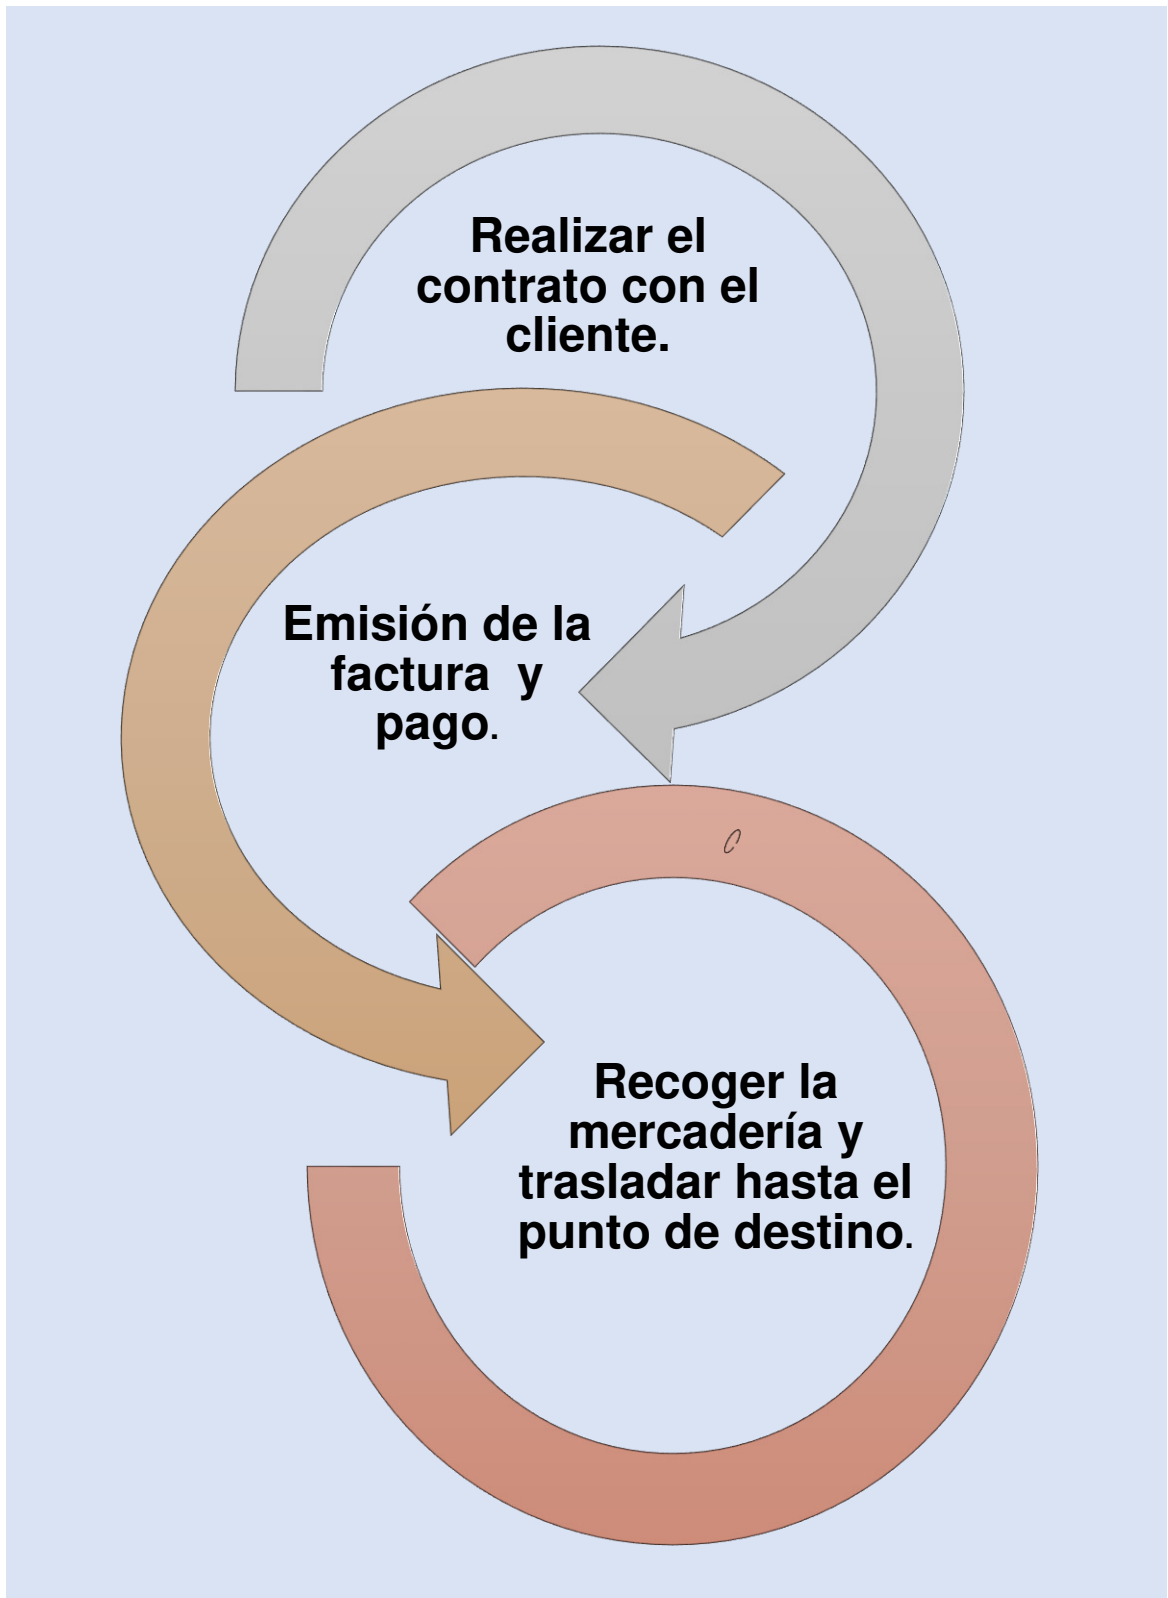 Realizar el
contrato con el
cliente.
Emisión de la
factura y
pago.
Recoger la
mercadería y
trasladar hasta el
punto de destino.